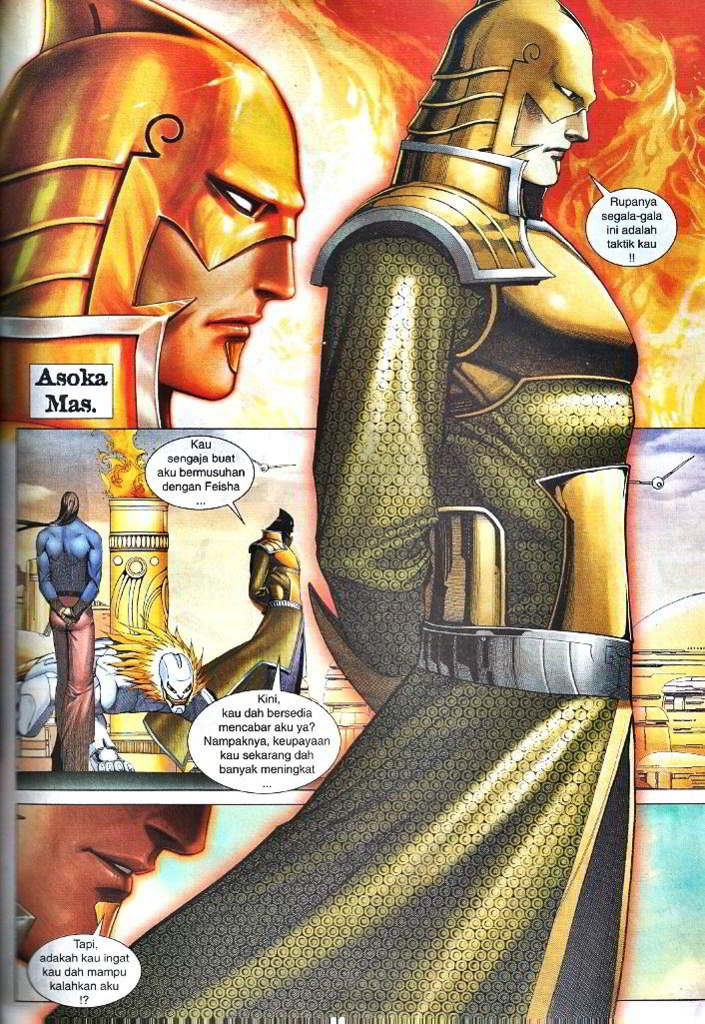 Rupanya
segala-gala
ini adalah
taktik kau
!!
Asoka
Mas.
Kau
sengaja buat
aku bermusuhan
dengan Feisha
...
Kini,
kau dah bersedia
mencabar aku ya?
Nampaknya, keupayaan
kau sekarang dah
banyak meningkat
...
Tapi,
adakah kau ingat
kau dah mampu
kalahkan aku
!?